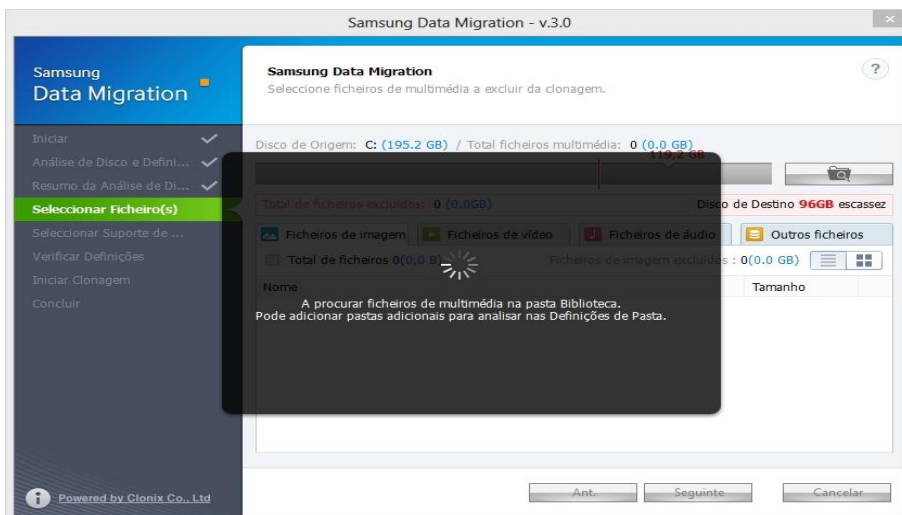 Samsung Data Migration - v.3.0
Samsung
Data Migration
Samsung Data Migration
Seleccione ficheiros de multimédia a excluir da clonagem.
?
Iniciar
Análise de Disco e Defini...
Resumo da Análise de Di...
Seleccionar Ficheiro(s)
Seleccionar Suporte de ...
Verificar Definições
Iniciar Clonagem
Concluir
Disco de Origem: C: (195.2 GB) / Total ficheiros multimédia: 0 (0.0 GB)
119,2 GB
Total de ficheiros excluídos: 0 (0.0GB)
Disco de Destino 96GB escassez
Ficheiros de imagem
Ficheiros de vídeo
Ficheiros de áudio
Outros ficheiros
Total de ficheiros 0(0,0 B)
Ficheiros de imagem excluídos : 0(0.0 GB)
Nome
Tamanho
A procurar ficheiros de multimédia na pasta Biblioteca.
Pode adicionar pastas adicionais para analisar nas Definições de Pasta.
Powered by Clonix Co., Ltd
Ant.
Seguinte
Cancelar